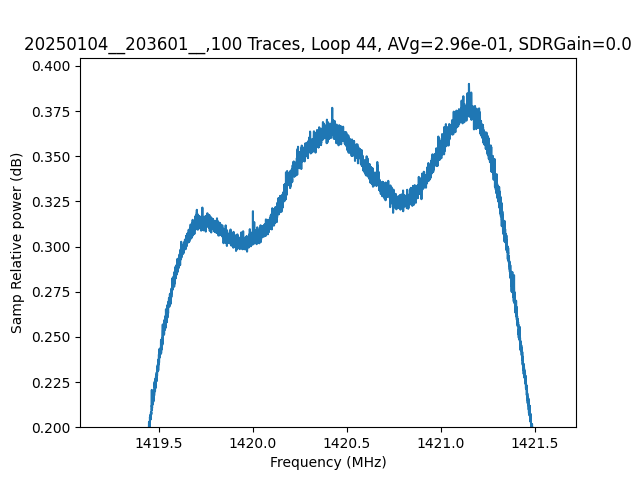 20250104__203601__,100 Traces, Loop 44, AVg=2.96e-01, SDRGain=0.0
0.400
0.375
0.350
0.325
0.300
0.275
0.250
0.225
0.200
Samp Relative power (dB)
1419.5 1420.0 1420.5 1421.0 1421.5
Frequency (MHz)